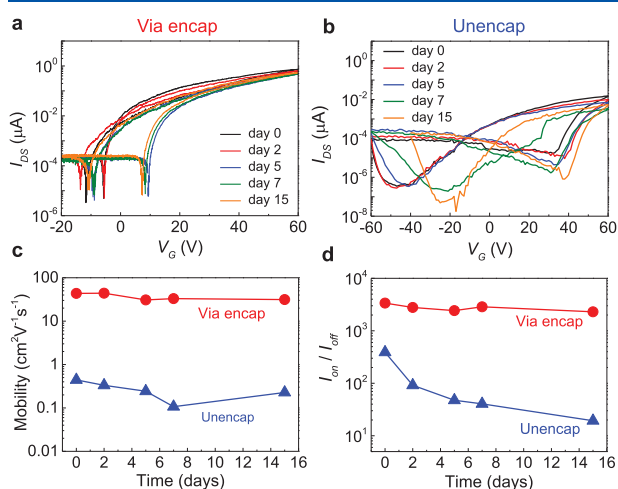 Via encap
Unencap
a
b
I_DS (μA)
10^0
10^-2
10^-4
10^-6
day 0
day 2
day 5
day 7
day 15
-20 0 20 40 60
V_G (V)
I_DS (μA)
10^0
10^-2
10^-4
10^-6
10^-8
day 0
day 2
day 5
day 7
day 15
-60 -40 -20 0 20 40 60
V_G (V)
c
d
Mobility (cm^2V^-1s^-1)
100
10
1
0.1
0.01
Via encap
Unencap
0 2 4 6 8 10 12 14 16
Time (days)
I_on / I_off
10^4
10^3
10^2
10^1
Via encap
Unencap
0 2 4 6 8 10 12 14 16
Time (days)